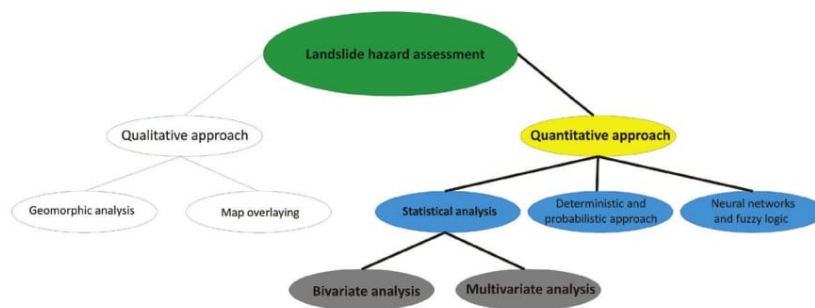 Landslide hazard assessment
Qualitative approach
Quantitative approach
Geomorphic analysis
Map overlaying
Statistical analysis
Deterministic and
probabilistic approach
Neural networks
and fuzzy logic
Bivariate analysis
Multivariate analysis